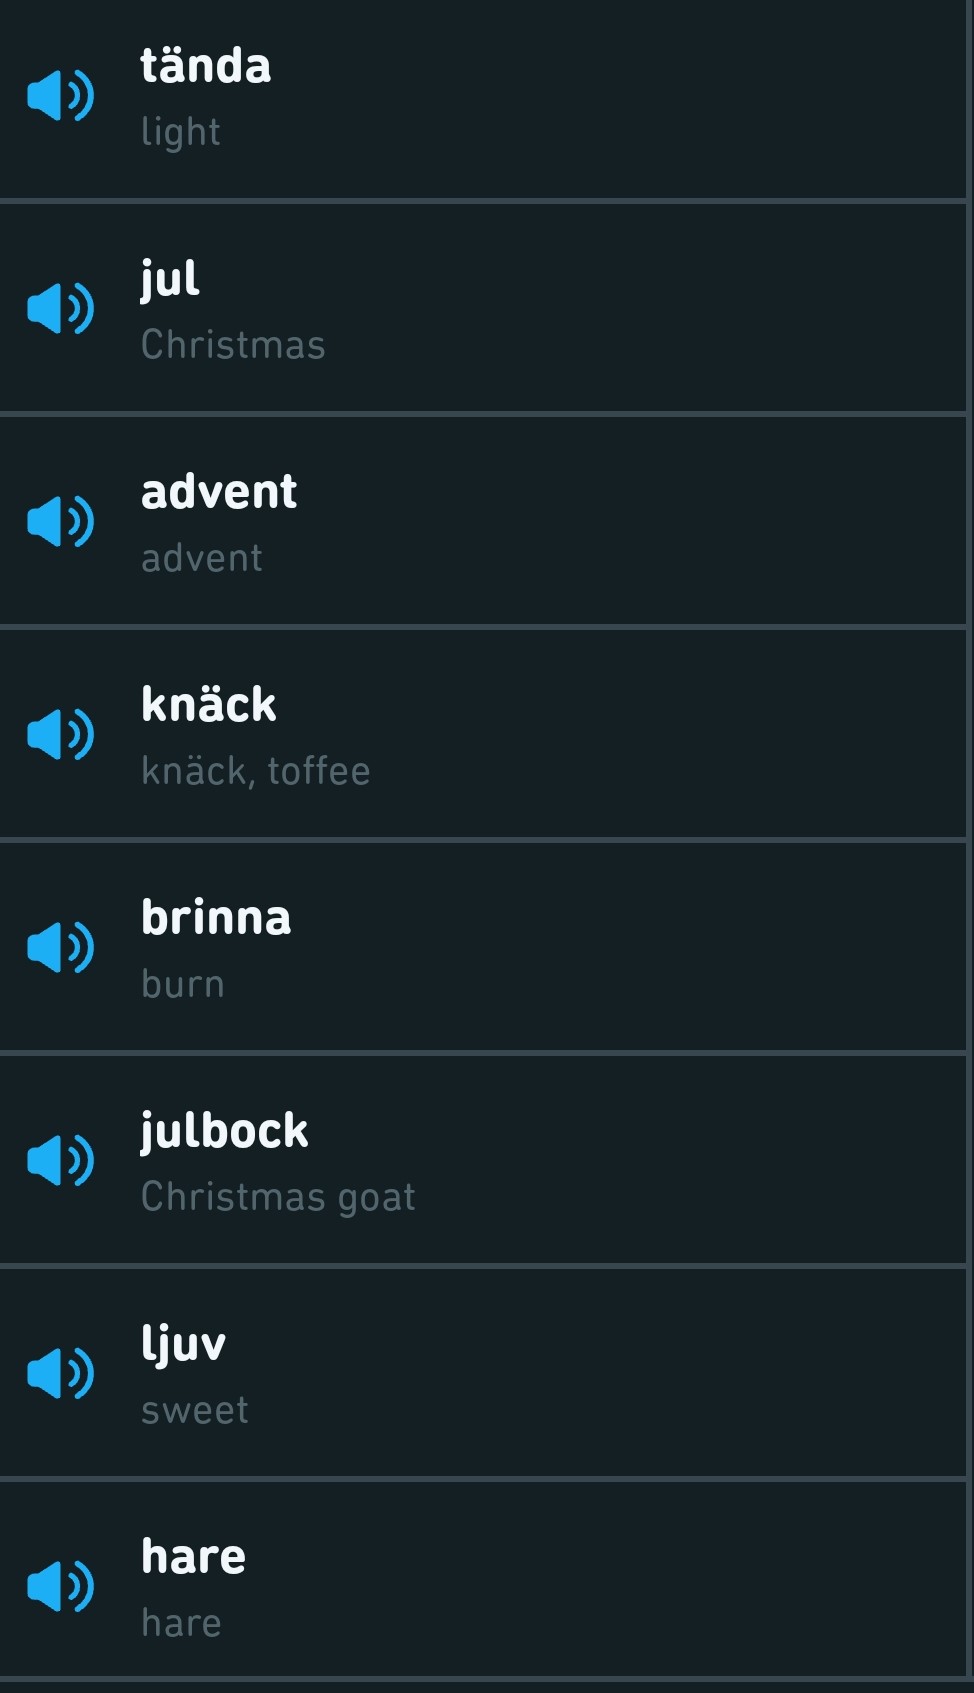 tända
light
jul
Christmas
advent
advent
knäck
knäck, toffee
brinna
burn
julbock
Christmas goat
ljuv
sweet
hare
hare